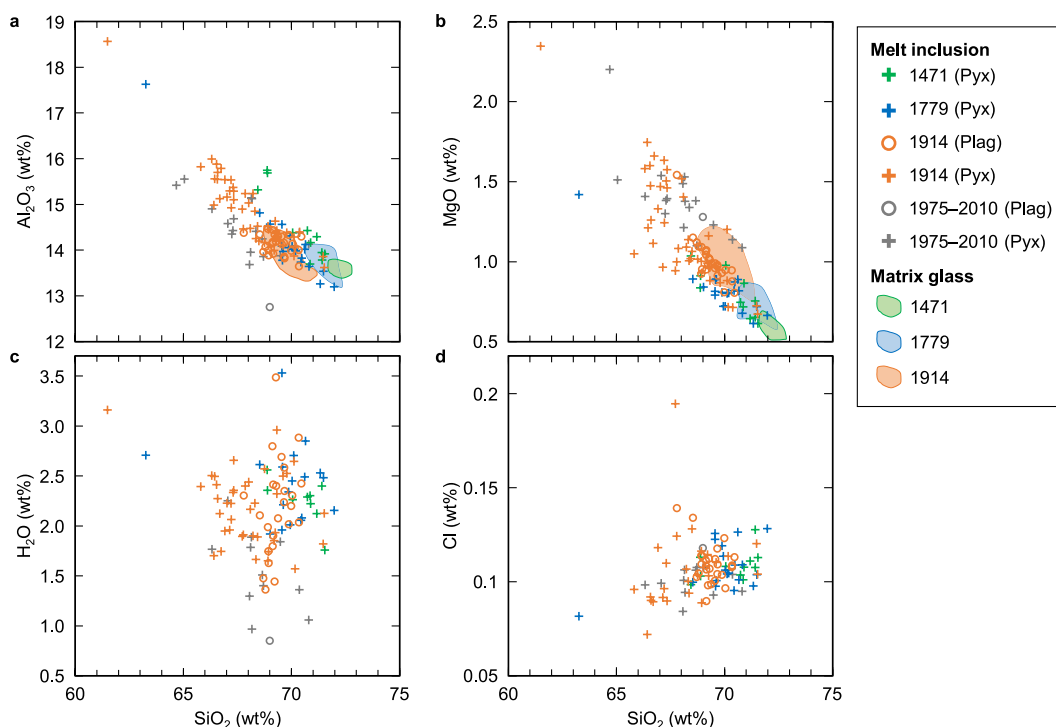 a
19
18
17
16
15
14
13
12
Al₂O₃ (wt%)
b
2.5
2.0
1.5
1.0
0.5
MgO (wt%)
c
3.5
3.0
2.5
2.0
1.5
1.0
0.5
H₂O (wt%)
60
65
70
75
SiO₂ (wt%)
d
0.2
0.15
0.1
0.05
Cl (wt%)
60
65
70
75
SiO₂ (wt%)
Melt inclusion
1471 (Pyx)
1779 (Pyx)
1914 (Plag)
1914 (Pyx)
1975–2010 (Plag)
1975–2010 (Pyx)
Matrix glass
1471
1779
1914